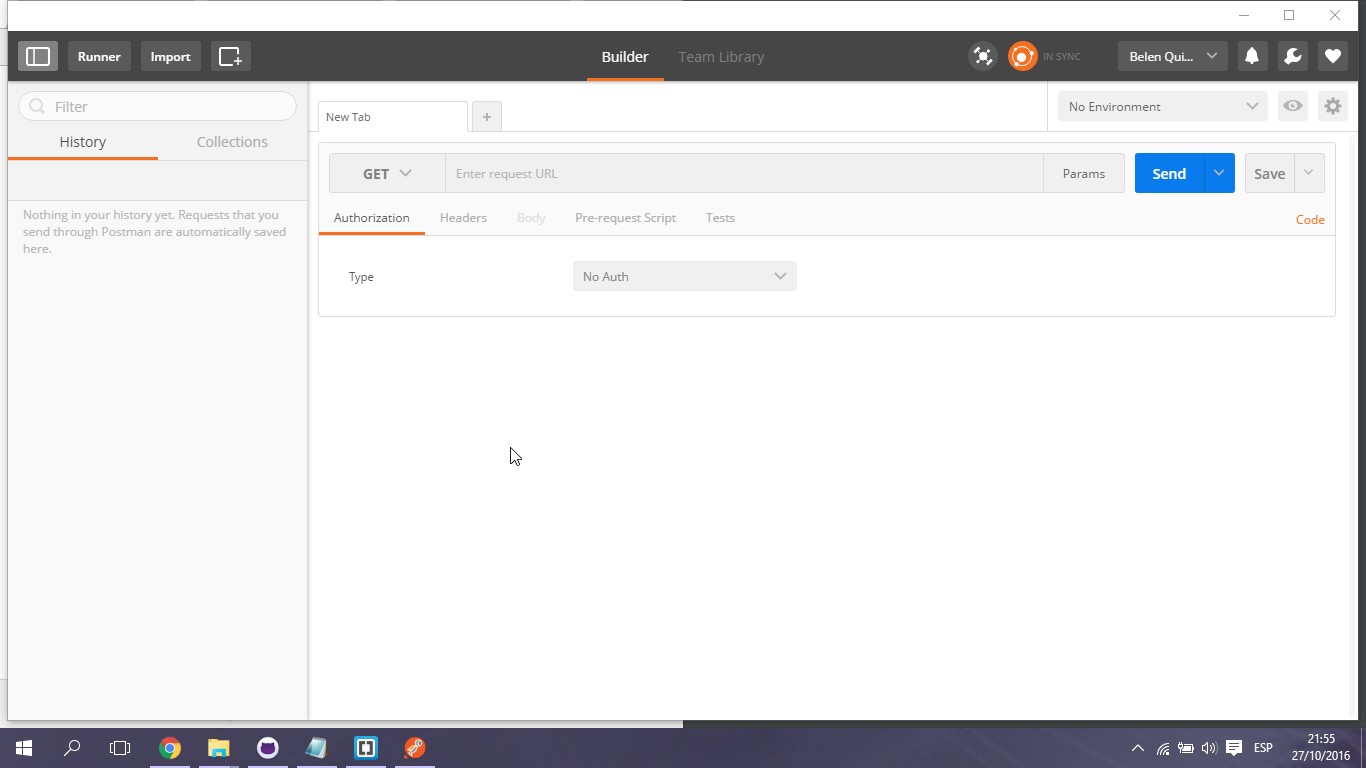 Runner
Import
Builder
Team Library
IN SYNC
Belen Qui...
Filter
History
Collections
Nothing in your history yet. Requests that you
send through Postman are automatically saved
here.
New Tab
+
No Environment
GET
Enter request URL
Params
Send
Save
Authorization
Headers
Body
Pre-request Script
Tests
Code
Type
No Auth
ESP
21:55
27/10/2016